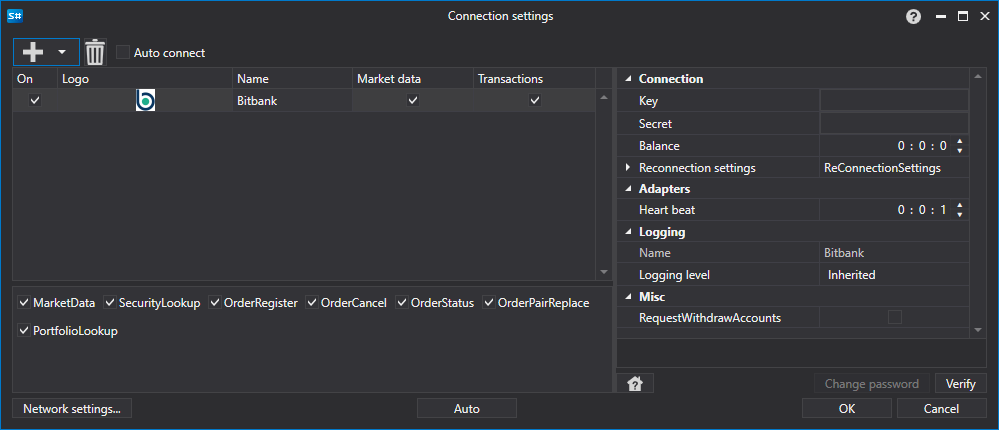 S#
Connection settings
?
Auto connect
On Logo Name Market data Transactions
Bitbank
MarketData SecurityLookup OrderRegister OrderCancel OrderStatus OrderPairReplace
PortfolioLookup
Connection
Key
Secret
Balance 0 : 0 : 0
Reconnection settings ReConnectionSettings
Adapters
Heart beat 0 : 0 : 1
Logging
Name Bitbank
Logging level Inherited
Misc
RequestWithdrawAccounts
Change password Verify
Network settings... Auto OK Cancel